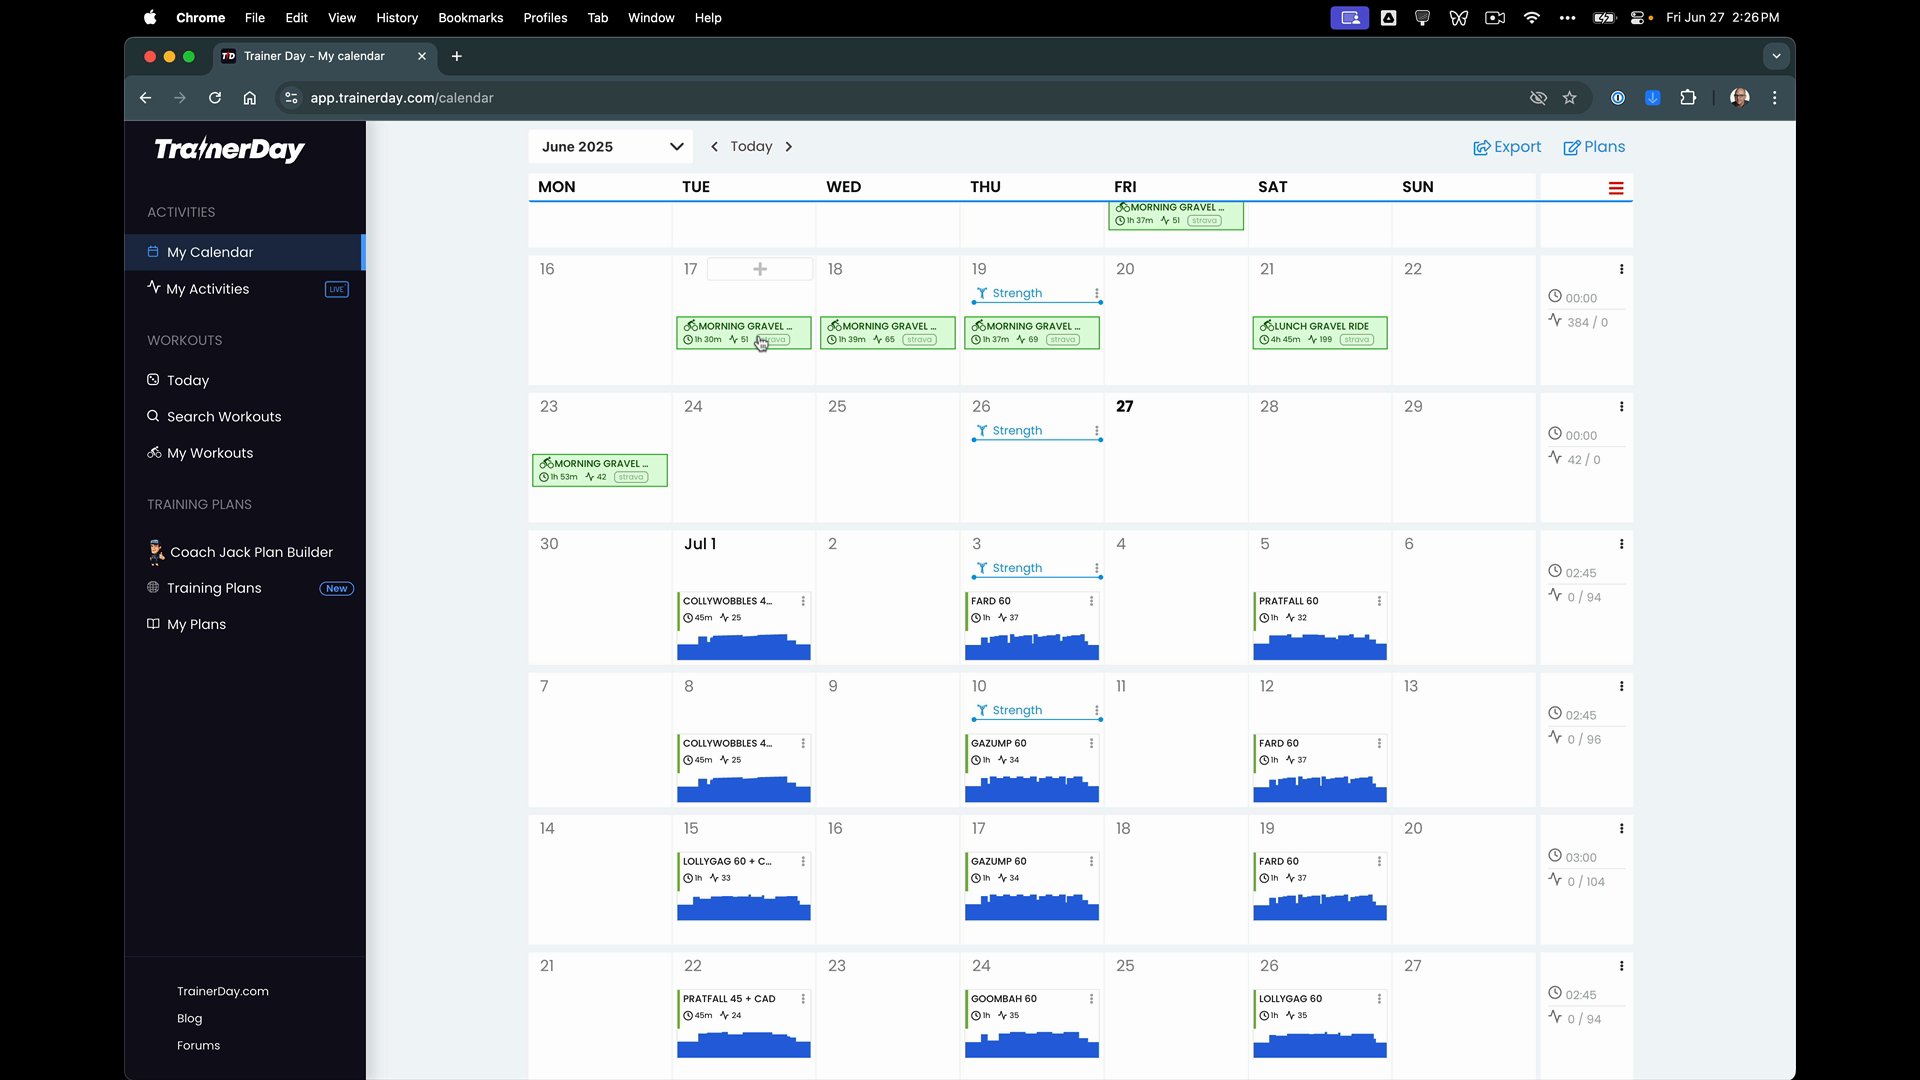 Chrome File Edit View History Bookmarks Profiles Tab Window Help Fri Jun 27 2:26 PM
Trainer Day - My calendar
app.trainerday.com/calendar
TrainerDay
ACTIVITIES
My Calendar
My Activities LIVE
WORKOUTS
Today
Search Workouts
My Workouts
TRAINING PLANS
Coach Jack Plan Builder
Training Plans New
My Plans
TrainerDay.com
Blog
Forums
June 2025 Today Export Plans
MON TUE WED THU FRI SAT SUN
MORNING GRAVEL ...
1h 37m 51 strava
16 17 18 19 20 21 22
Strength 00:00
384 / 0
MORNING GRAVEL ... MORNING GRAVEL ... MORNING GRAVEL ... LUNCH GRAVEL RIDE
1h 30m 51 strava 1h 39m 65 strava 1h 37m 69 strava 4h 45m 199 strava
23 24 25 26 27 28 29
Strength 00:00
42 / 0
MORNING GRAVEL ...
1h 53m 42 strava
30 Jul 1 2 3 4 5 6
Strength 02:45
0 / 94
COLLYWOBBLES 4... FARD 60 PRATFALL 60
45m 25 1h 37 1h 32
7 8 9 10 11 12 13
Strength 02:45
0 / 96
COLLYWOBBLES 4... GAZUMP 60 FARD 60
45m 25 1h 34 1h 37
14 15 16 17 18 19 20
LOLLYGAG 60 + C... GAZUMP 60 FARD 60 03:00
1h 33 1h 34 1h 37 0 / 104
21 22 23 24 25 26 27
PRATFALL 45 + CAD GOOMBAH 60 LOLLYGAG 60 02:45
45m 24 1h 35 1h 35 0 / 94